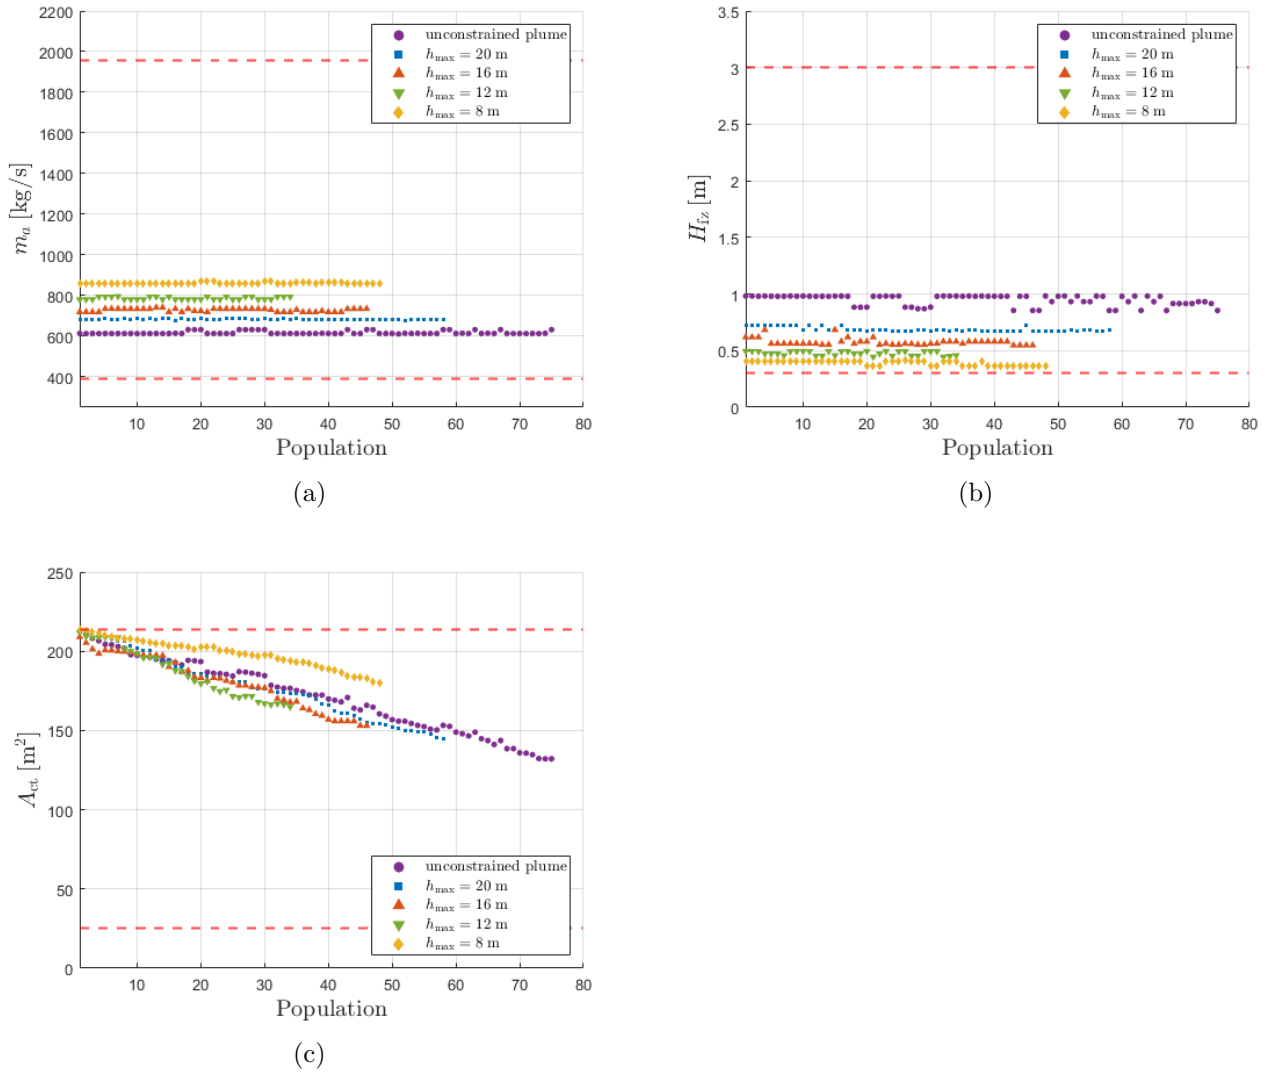 2200
2000
1800
1600
1400
1200
1000
800
600
400
m_a [kg/s]
unconstrained plume
h_max = 20 m
h_max = 16 m
h_max = 12 m
h_max = 8 m
10 20 30 40 50 60 70 80
Population
(a)
3.5
3
2.5
2
1.5
1
0.5
0
H_fz [m]
unconstrained plume
h_max = 20 m
h_max = 16 m
h_max = 12 m
h_max = 8 m
10 20 30 40 50 60 70 80
Population
(b)
250
200
150
100
50
0
A_ct [m²]
unconstrained plume
h_max = 20 m
h_max = 16 m
h_max = 12 m
h_max = 8 m
10 20 30 40 50 60 70 80
Population
(c)